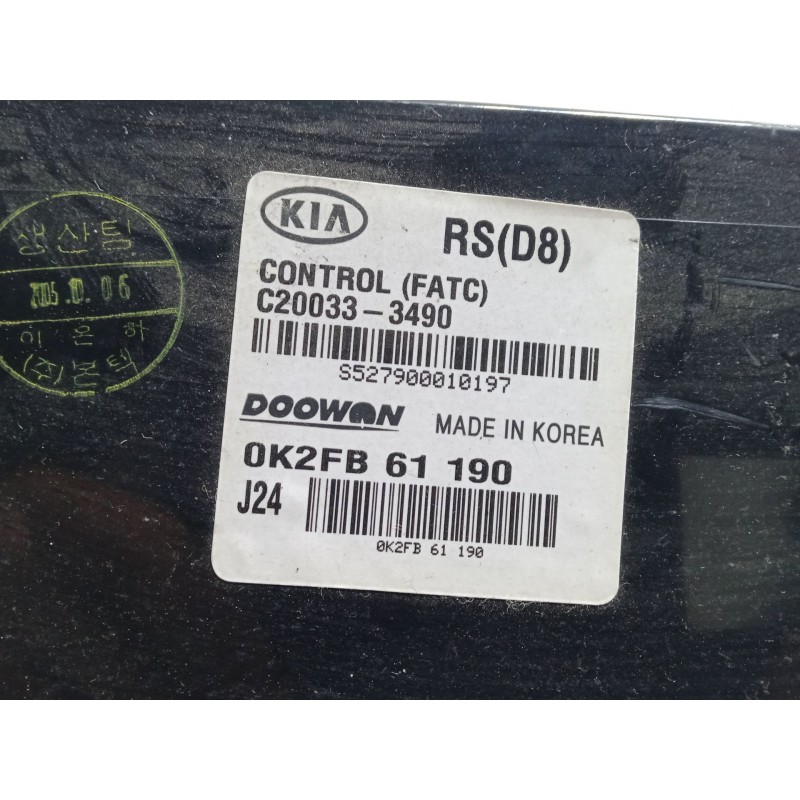 KIA
RS(D8)
CONTROL (FATC)
C20033-3490
S527900010197
DOOWON
MADE IN KOREA
0K2FB 61 190
J24
0K2FB 61 190
생산팀
2005.10.06
이은하
(주)본텍